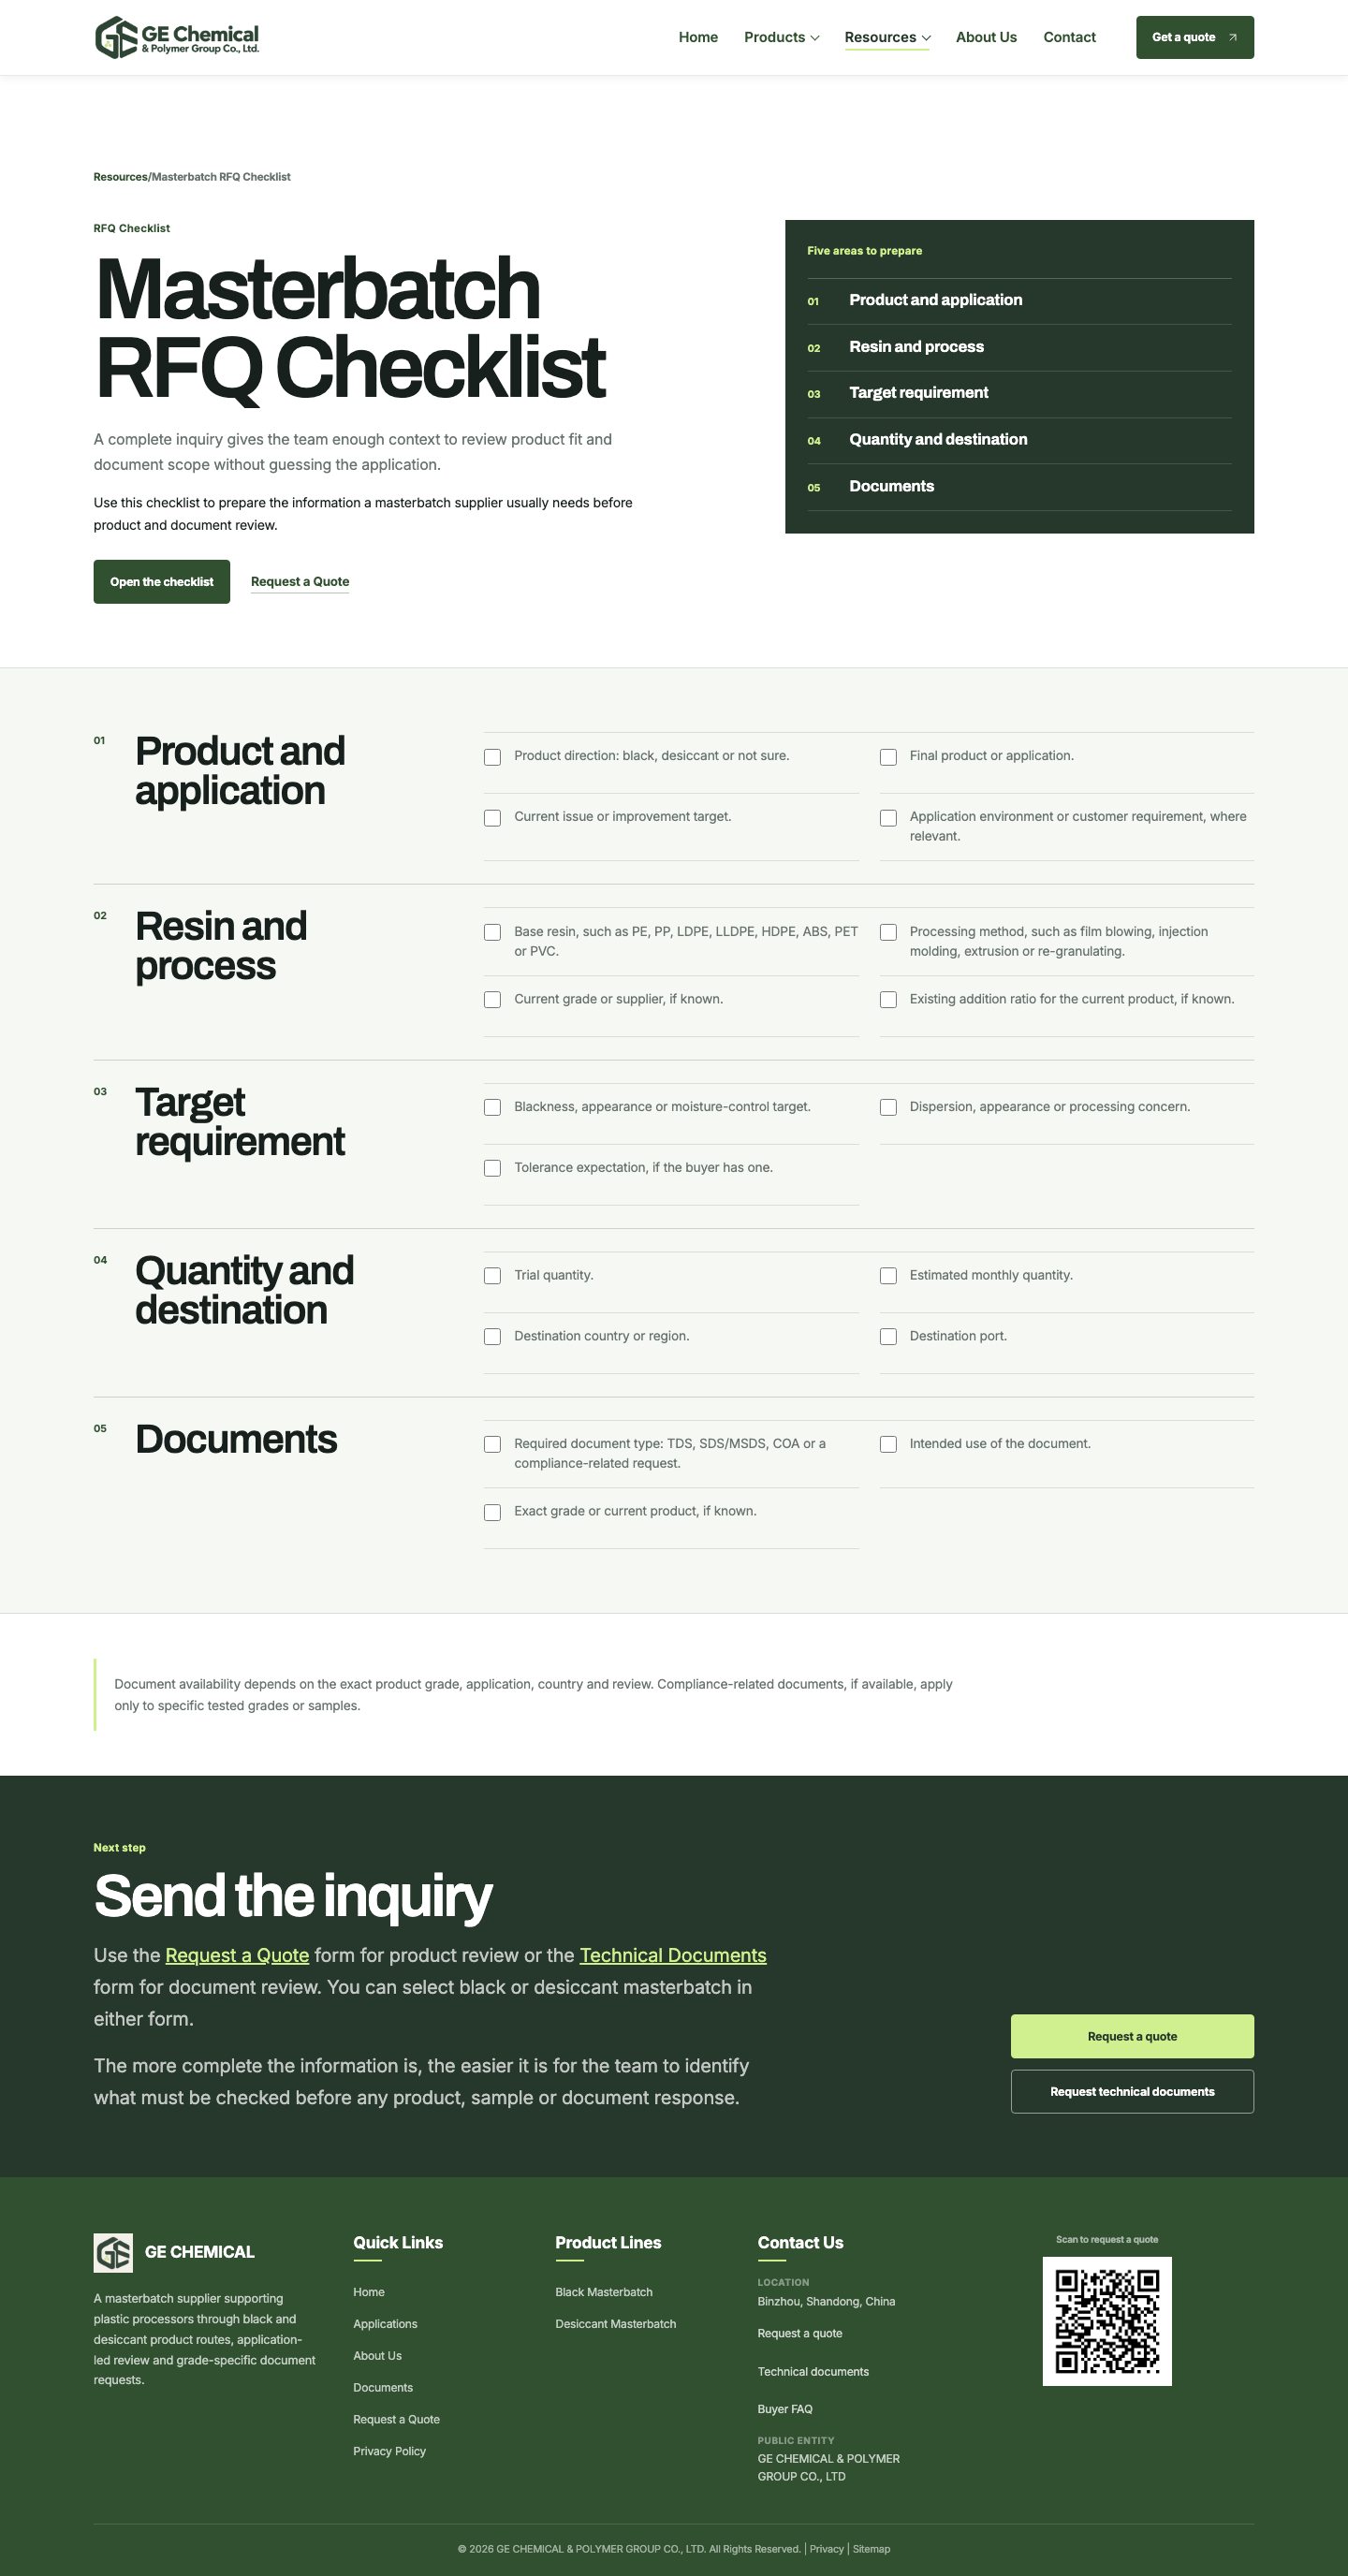 GE Chemical
& Polymer Group Co., Ltd.
Home
Products
Resources
About Us
Contact
Get a quote
Resources/Masterbatch RFQ Checklist
RFQ Checklist
Masterbatch
RFQ Checklist
A complete inquiry gives the team enough context to review product fit and
document scope without guessing the application.
Use this checklist to prepare the information a masterbatch supplier usually needs before
product and document review.
Open the checklist
Request a Quote
Five areas to prepare
01 Product and application
02 Resin and process
03 Target requirement
04 Quantity and destination
05 Documents
01 Product and
application
Product direction: black, desiccant or not sure.
Final product or application.
Current issue or improvement target.
Application environment or customer requirement, where
relevant.
02 Resin and
process
Base resin, such as PE, PP, LDPE, LLDPE, HDPE, ABS, PET
or PVC.
Processing method, such as film blowing, injection
molding, extrusion or re-granulating.
Current grade or supplier, if known.
Existing addition ratio for the current product, if known.
03 Target
requirement
Blackness, appearance or moisture-control target.
Dispersion, appearance or processing concern.
Tolerance expectation, if the buyer has one.
04 Quantity and
destination
Trial quantity.
Estimated monthly quantity.
Destination country or region.
Destination port.
05 Documents
Required document type: TDS, SDS/MSDS, COA or a
compliance-related request.
Intended use of the document.
Exact grade or current product, if known.
Document availability depends on the exact product grade, application, country and review. Compliance-related documents, if available, apply
only to specific tested grades or samples.
Next step
Send the inquiry
Use the Request a Quote form for product review or the Technical Documents
form for document review. You can select black or desiccant masterbatch in
either form.
The more complete the information is, the easier it is for the team to identify
what must be checked before any product, sample or document response.
Request a quote
Request technical documents
GE CHEMICAL
A masterbatch supplier supporting
plastic processors through black and
desiccant product routes, application-
led review and grade-specific document
requests.
Quick Links
Home
Applications
About Us
Documents
Request a Quote
Privacy Policy
Product Lines
Black Masterbatch
Desiccant Masterbatch
Contact Us
LOCATION
Binzhou, Shandong, China
Request a quote
Technical documents
Buyer FAQ
PUBLIC ENTITY
GE CHEMICAL & POLYMER
GROUP CO., LTD
Scan to request a quote
© 2026 GE CHEMICAL & POLYMER GROUP CO., LTD. All Rights Reserved. | Privacy | Sitemap